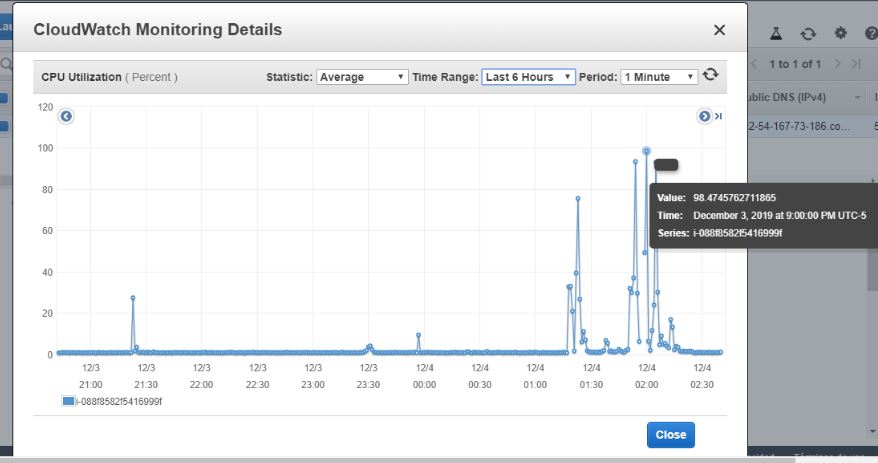 CloudWatch Monitoring Details
CPU Utilization ( Percent )
Statistic: Average Time Range: Last 6 Hours Period: 1 Minute
1 to 1 of 1
ublic DNS (IPv4)
2-54-167-73-186.co...
120
100
80
60
40
20
0
Value: 98.4745762711865
Time: December 3, 2019 at 9:00:00 PM UTC-5
Series: i-088f8582f5416999f
12/3 12/3 12/3 12/3 12/3 12/3 12/4 12/4 12/4 12/4 12/4 12/4
21:00 21:30 22:00 22:30 23:00 23:30 00:00 00:30 01:00 01:30 02:00 02:30
i-088f8582f5416999f
Close